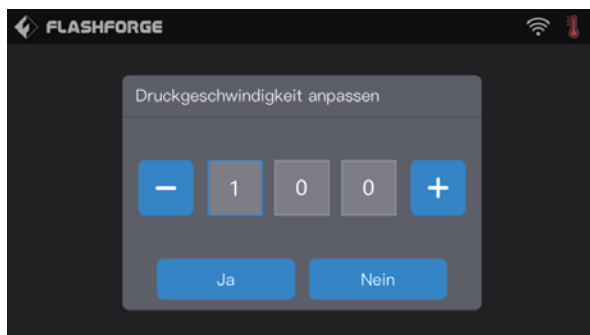 FLASHFORGE
Druckgeschwindigkeit anpassen
− 1 0 0 +
Ja Nein